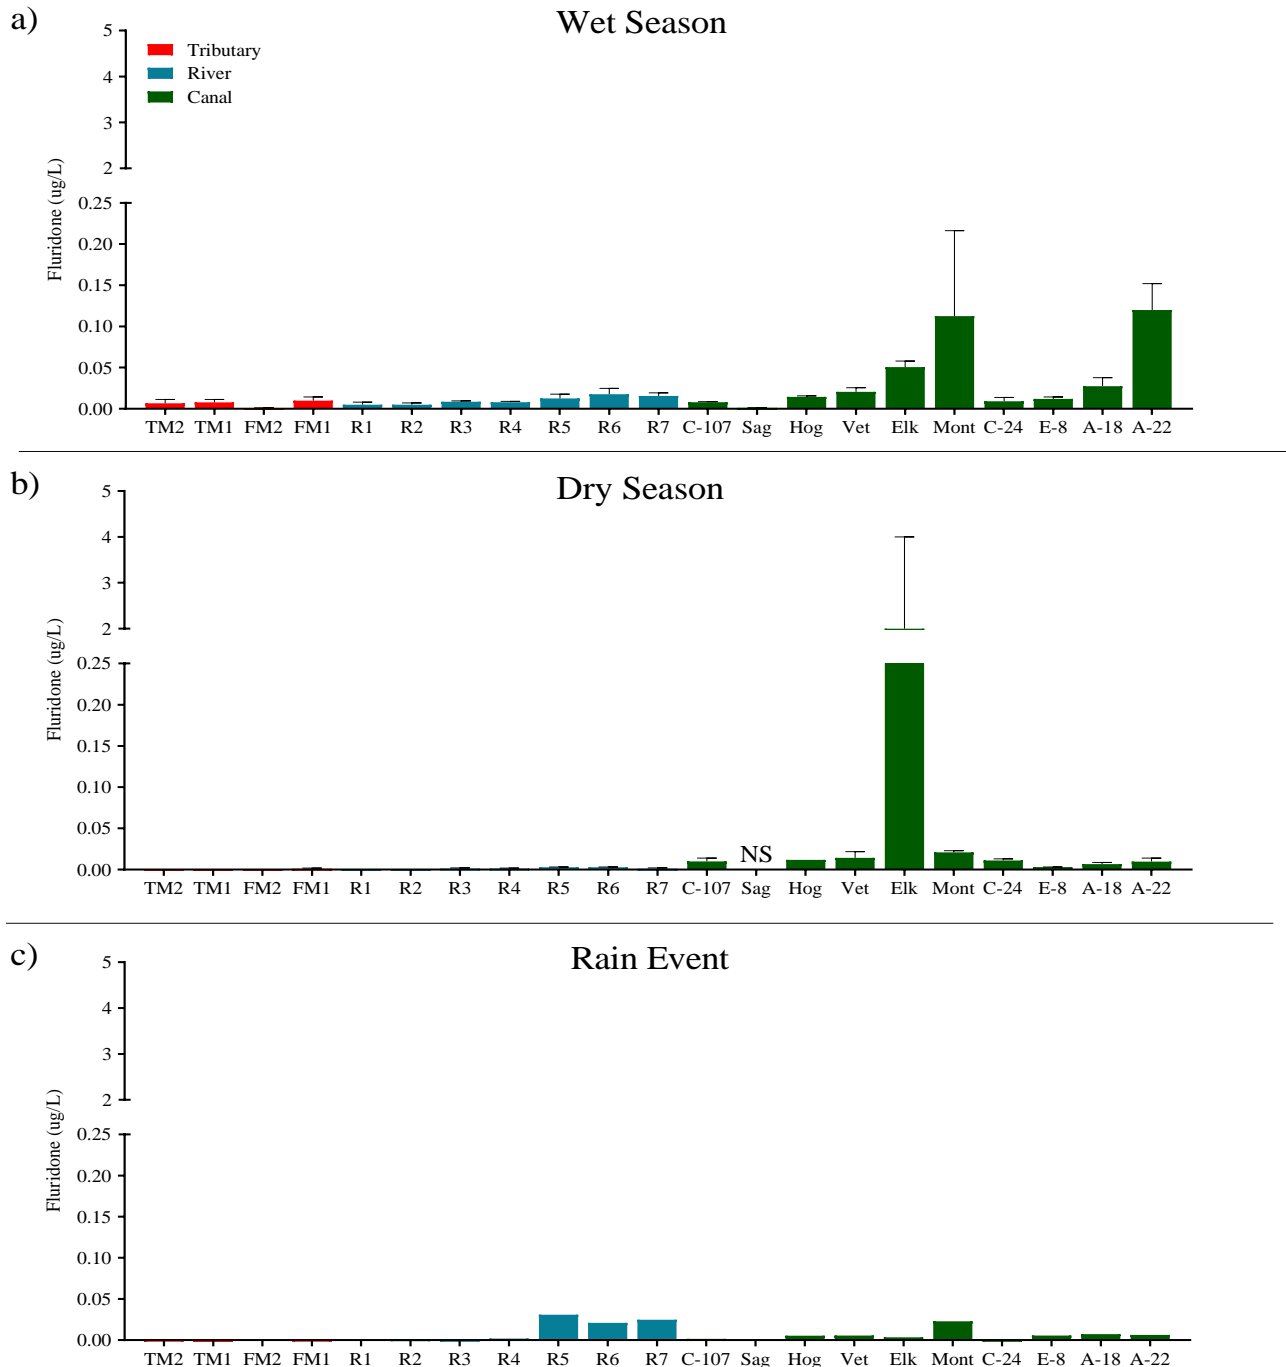 a)
Wet Season
Tributary
River
Canal
Fluridone (ug/L)
5
4
3
2
0.25
0.20
0.15
0.10
0.05
0.00
TM2 TM1 FM2 FM1 R1 R2 R3 R4 R5 R6 R7 C-107 Sag Hog Vet Elk Mont C-24 E-8 A-18 A-22
b)
Dry Season
Fluridone (ug/L)
5
4
3
2
0.25
0.20
0.15
0.10
0.05
0.00
NS
TM2 TM1 FM2 FM1 R1 R2 R3 R4 R5 R6 R7 C-107 Sag Hog Vet Elk Mont C-24 E-8 A-18 A-22
c)
Rain Event
Fluridone (ug/L)
5
4
3
2
0.25
0.20
0.15
0.10
0.05
0.00
TM2 TM1 FM2 FM1 R1 R2 R3 R4 R5 R6 R7 C-107 Sag Hog Vet Elk Mont C-24 E-8 A-18 A-22